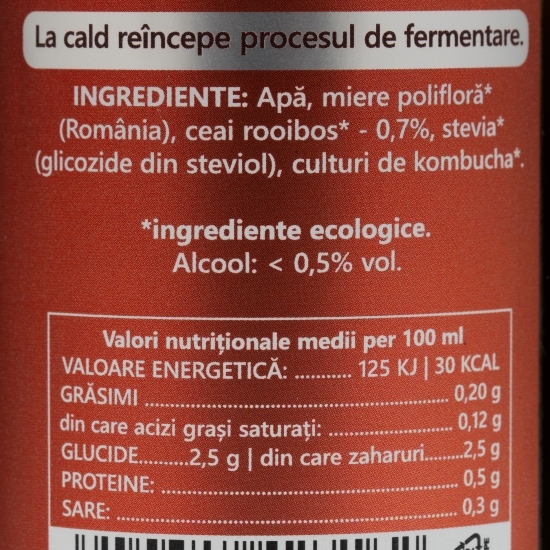 La cald reîncepe procesul de fermentare.
INGREDIENTE: Apă, miere poliforă*
(România), ceai rooibos* - 0,7%, stevia*
(glicozide din steviol), culturi de kombucha*.
*ingrediente ecologice.
Alcool: < 0,5% vol.
Valori nutriționale medii per 100 ml
VALOARE ENERGETICĂ: ........... 125 KJ | 30 KCAL
GRĂSIMI ........................................ 0,20 g
din care acizi grași saturați: .................... 0,12 g
GLUCIDE..........2,5 g | din care zaharuri.......2,5 g
PROTEINE: ........................................ 0,5 g
SARE: ........................................ 0,3 g